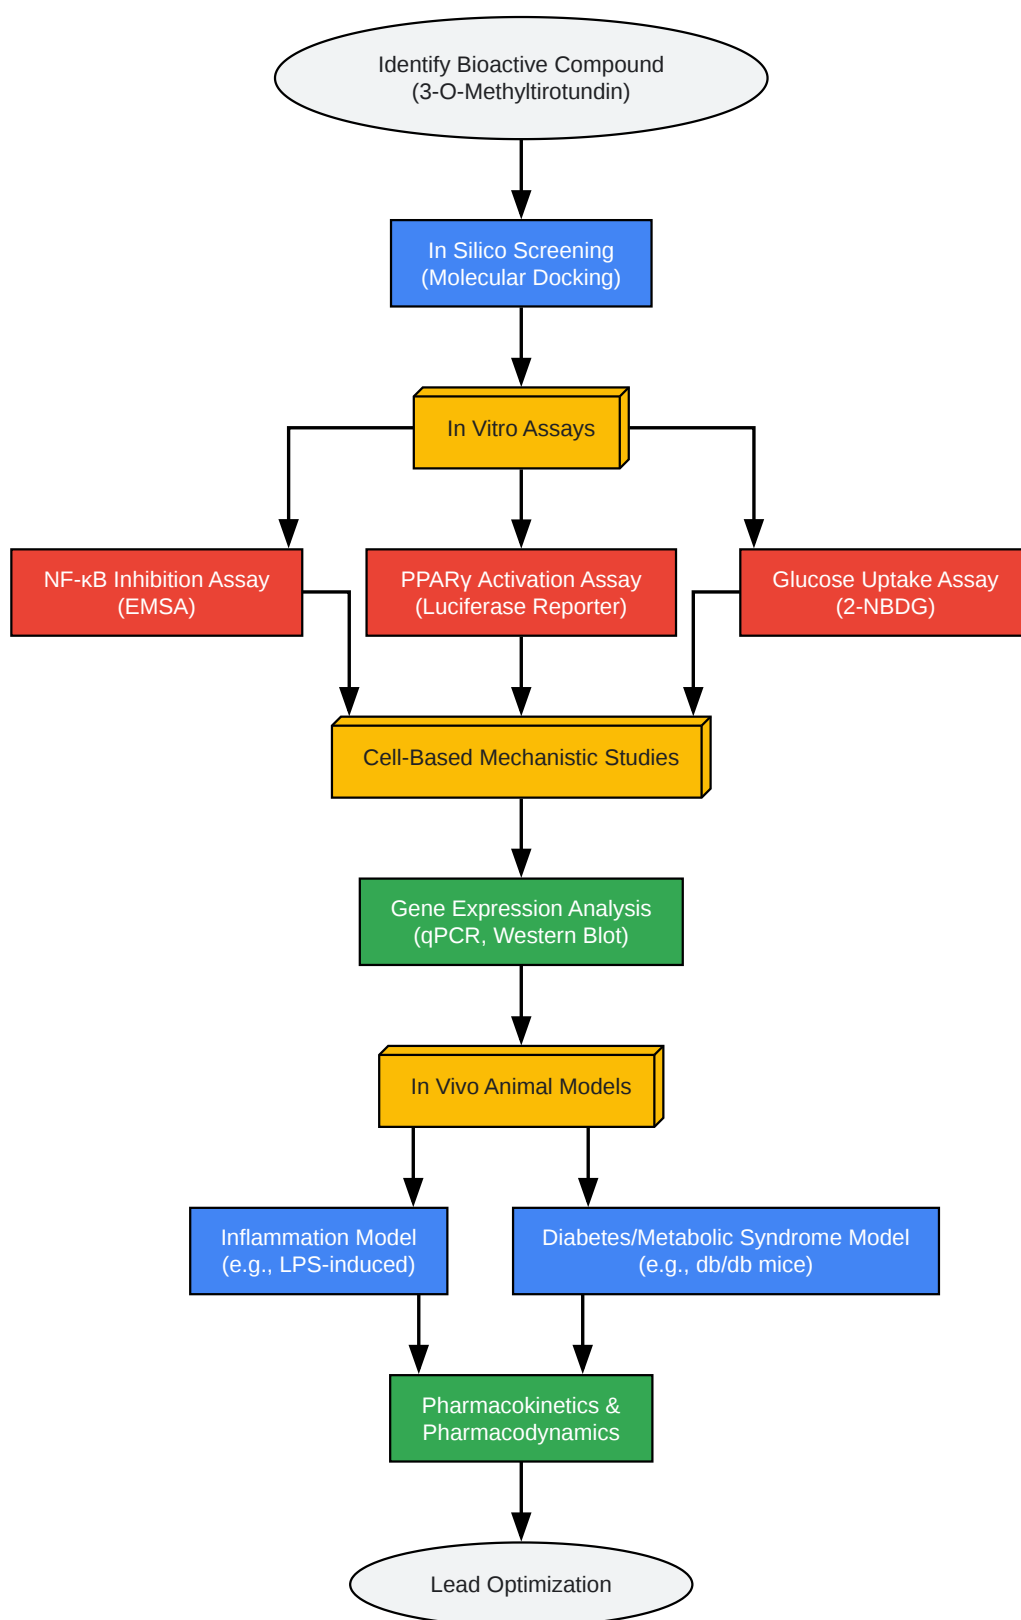 Identify Bioactive Compound
(3-O-Methyltirotundin)
In Silico Screening
(Molecular Docking)
In Vitro Assays
NF-κB Inhibition Assay
(EMSA)
PPARγ Activation Assay
(Luciferase Reporter)
Glucose Uptake Assay
(2-NBDG)
Cell-Based Mechanistic Studies
Gene Expression Analysis
(qPCR, Western Blot)
In Vivo Animal Models
Inflammation Model
(e.g., LPS-induced)
Diabetes/Metabolic Syndrome Model
(e.g., db/db mice)
Pharmacokinetics &
Pharmacodynamics
Lead Optimization